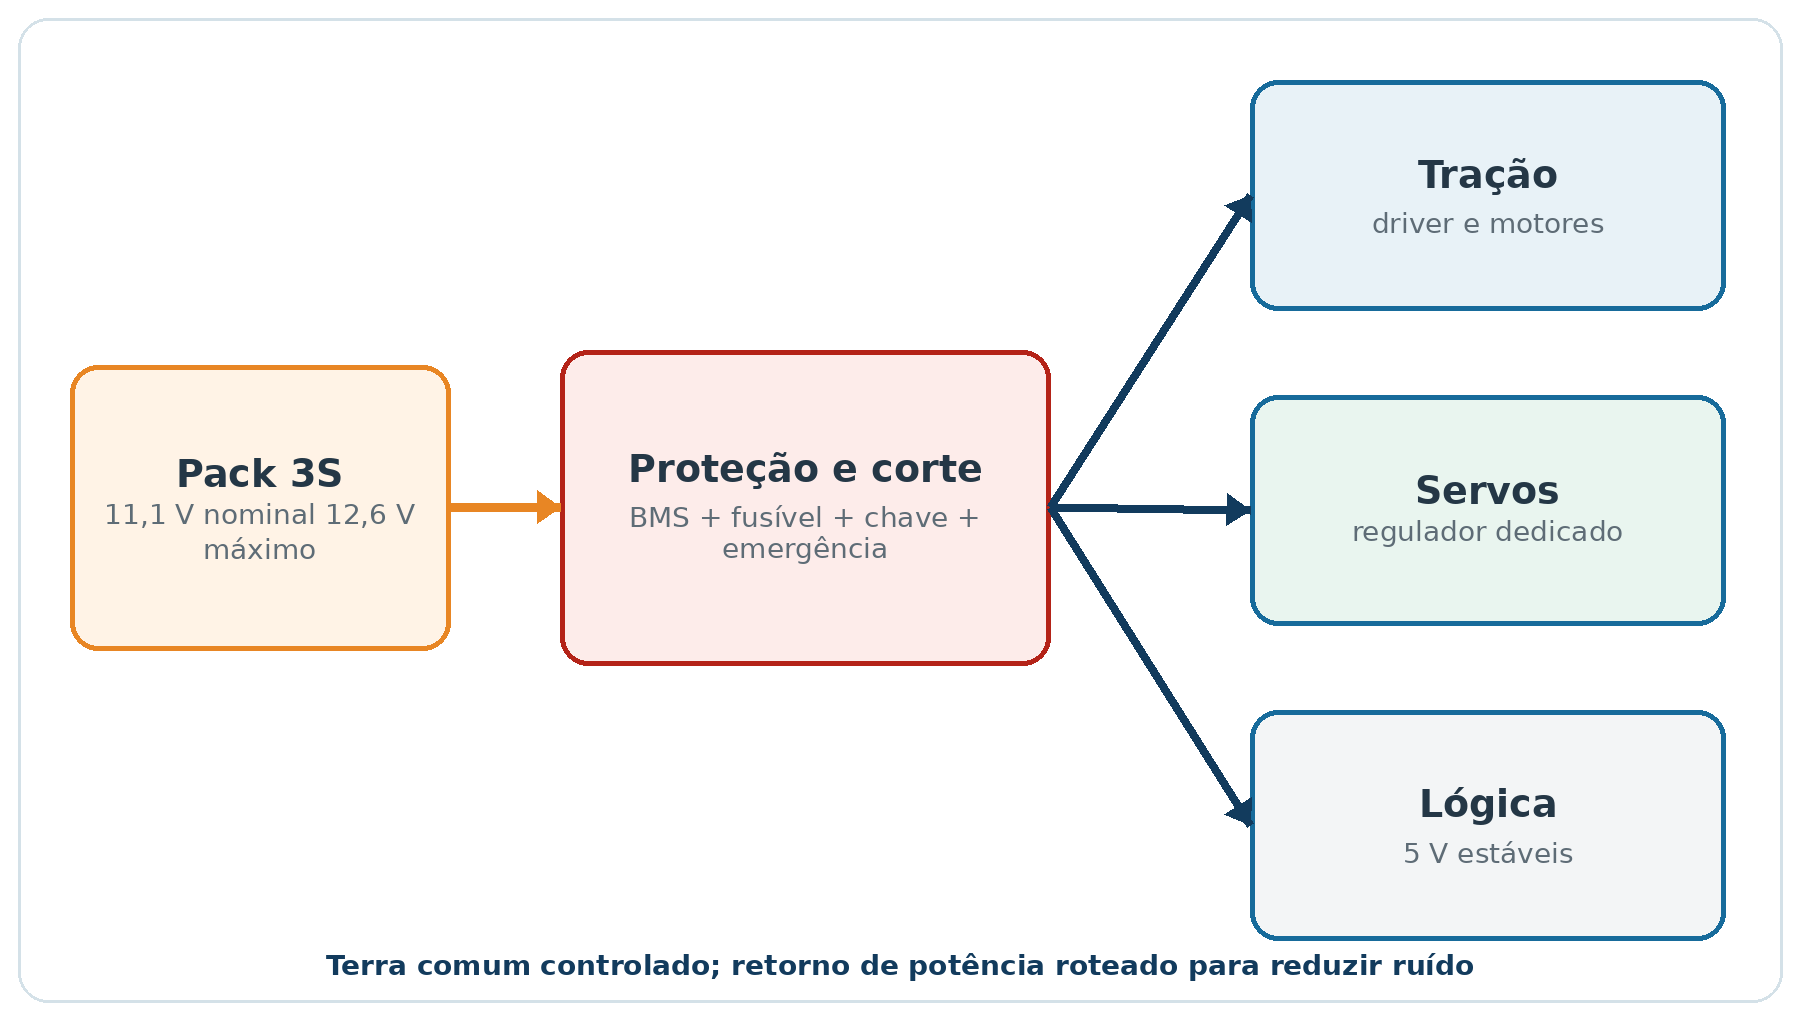 Pack 3S
11,1 V nominal 12,6 V
máximo
Proteção e corte
BMS + fusível + chave +
emergência
Tração
driver e motores
Servos
regulador dedicado
Lógica
5 V estáveis
Terra comum controlado; retorno de potência roteado para reduzir ruído